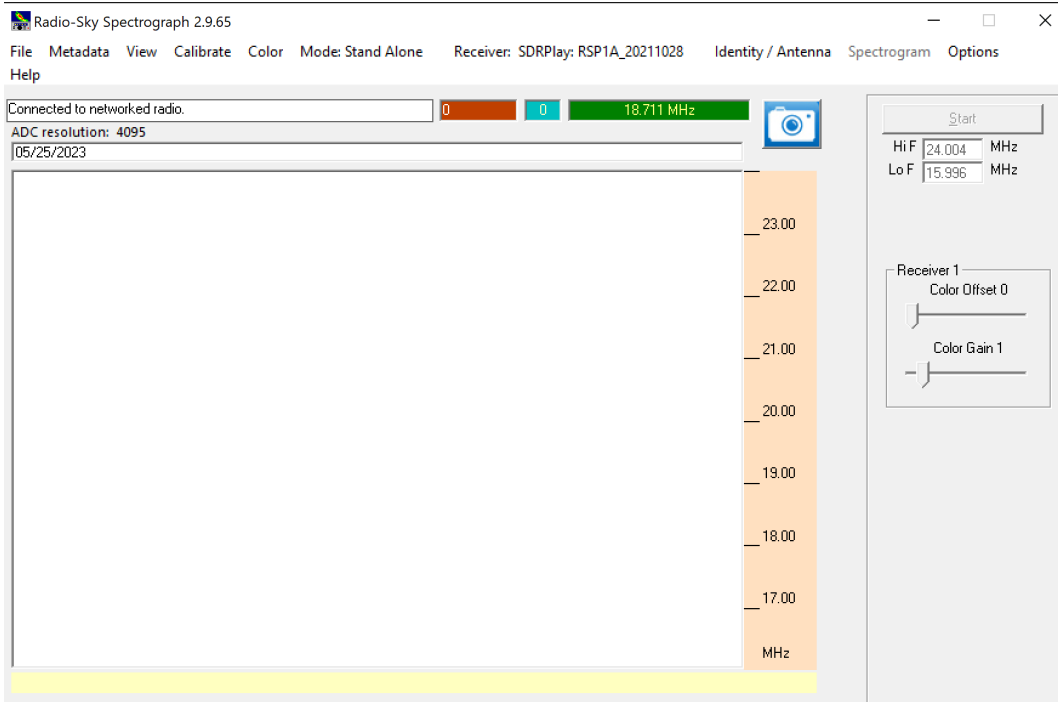 Radio-Sky Spectrograph 2.9.65
File Metadata View Calibrate Color Mode: Stand Alone Receiver: SDRPlay: RSP1A_20211028 Identity / Antenna Spectrogram Options
Help
Connected to networked radio. 0 0 18.711 MHz
ADC resolution: 4095
05/25/2023
Start
Hi F 24.004 MHz
Lo F 15.996 MHz
23.00
22.00
21.00
20.00
19.00
18.00
17.00
MHz
Receiver 1
Color Offset 0
Color Gain 1